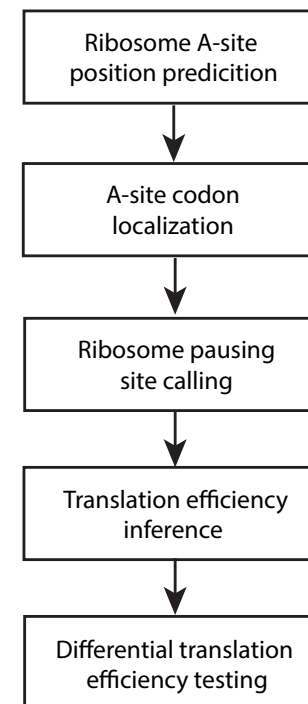 Ribosome A-site
position predicition
A-site codon
localization
Ribosome pausing
site calling
Translation efficiency
inference
Differential translation
efficiency testing